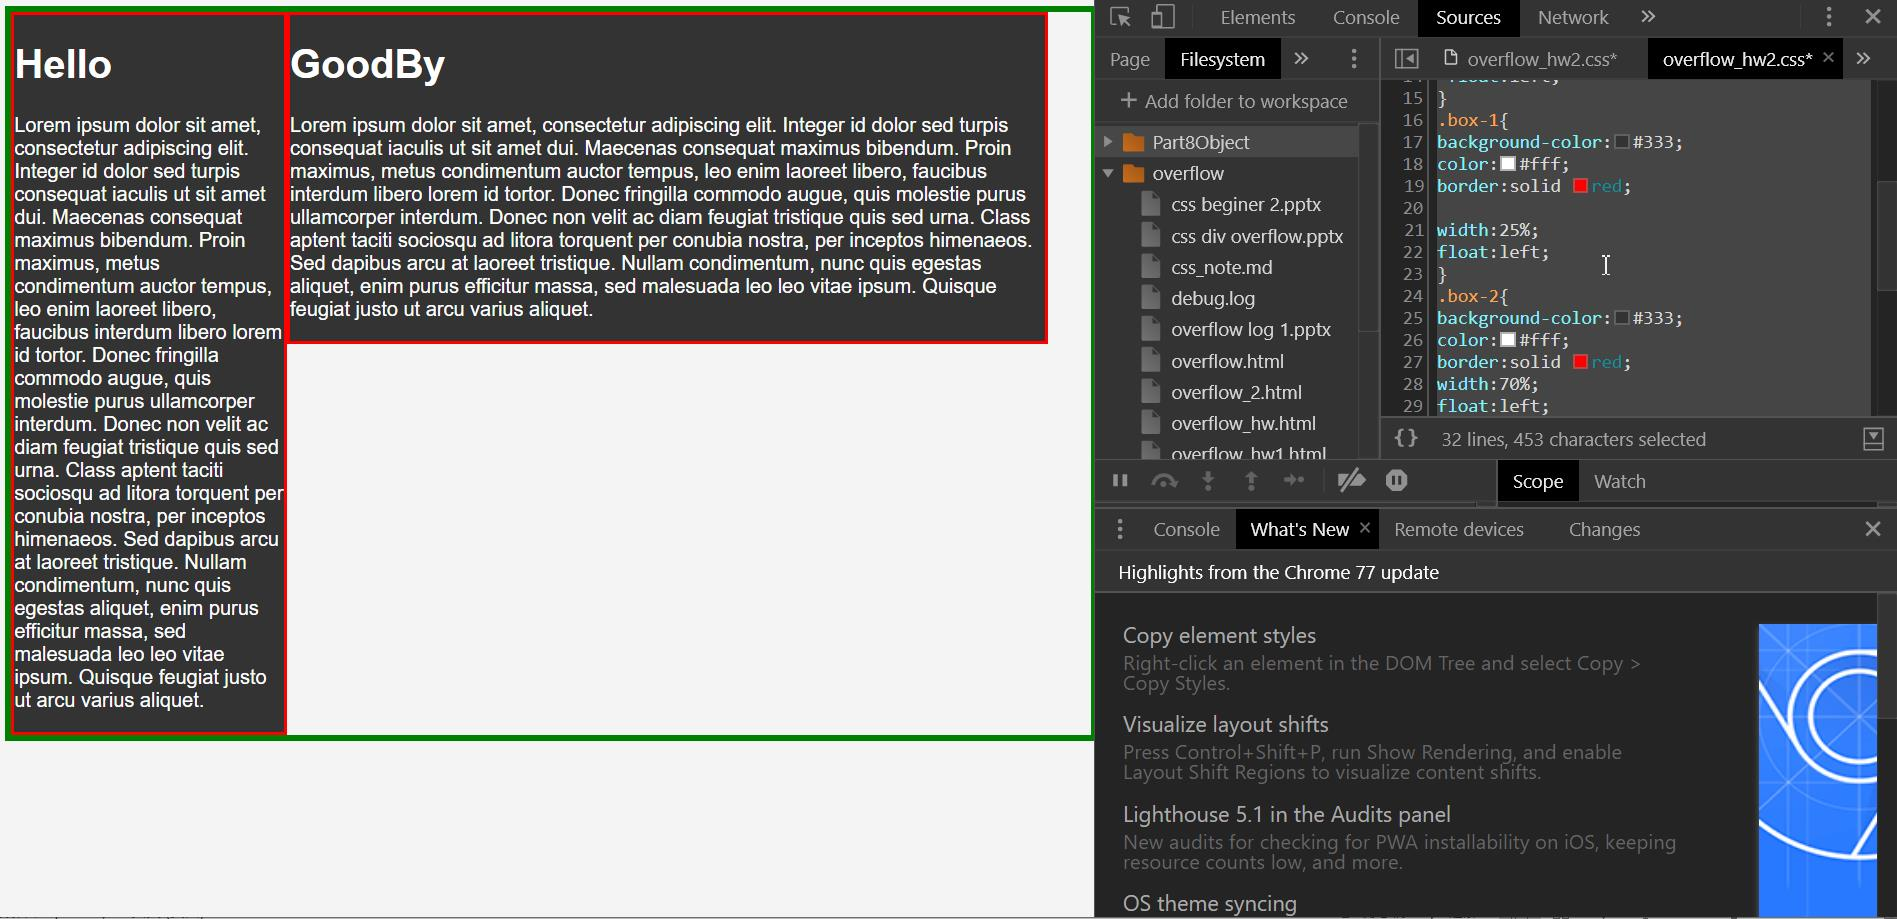 Hello
Lorem ipsum dolor sit amet,
consectetur adipiscing elit.
Integer id dolor sed turpis
consequat iaculis ut sit amet
dui. Maecenas consequat
maximus bibendum. Proin
maximus, metus
condimentum auctor tempus,
leo enim laoreet libero,
faucibus interdum libero lorem
id tortor. Donec fringilla
commodo augue, quis
molestie purus ullamcorper
interdum. Donec non velit ac
diam feugiat tristique quis sed
urna. Class aptent taciti
sociosqu ad litora torquent per
conubia nostra, per inceptos
himenaeos. Sed dapibus arcu
at laoreet tristique. Nullam
condimentum, nunc quis
egestas aliquet, enim purus
efficitur massa, sed
malesuada leo leo vitae
ipsum. Quisque feugiat justo
ut arcu varius aliquet.
GoodBy
Lorem ipsum dolor sit amet, consectetur adipiscing elit. Integer id dolor sed turpis
consequat iaculis ut sit amet dui. Maecenas consequat maximus bibendum. Proin
maximus, metus condimentum auctor tempus, leo enim laoreet libero, faucibus
interdum libero lorem id tortor. Donec fringilla commodo augue, quis molestie purus
ullamcorper interdum. Donec non velit ac diam feugiat tristique quis sed urna. Class
aptent taciti sociosqu ad litora torquent per conubia nostra, per inceptos himenaeos.
Sed dapibus arcu at laoreet tristique. Nullam condimentum, nunc quis egestas
aliquet, enim purus efficitur massa, sed malesuada leo leo vitae ipsum. Quisque
feugiat justo ut arcu varius aliquet.
Elements Console Sources Network »
Page Filesystem »
overflow_hw2.css* overflow_hw2.css* × »
+ Add folder to workspace
Part8Object
overflow
css beginer 2.pptx
css div overflow.pptx
css_note.md
debug.log
overflow log 1.pptx
overflow.html
overflow_2.html
overflow_hw.html
overflow_hw1.html
14 float:left;
15 }
16 .box-1{
17 background-color:#333;
18 color:#fff;
19 border:solid red;
20
21 width:25%;
22 float:left;
23 }
24 .box-2{
25 background-color:#333;
26 color:#fff;
27 border:solid red;
28 width:70%;
29 float:left;
{} 32 lines, 453 characters selected
Scope Watch
Console What's New × Remote devices Changes
Highlights from the Chrome 77 update
Copy element styles
Right-click an element in the DOM Tree and select Copy >
Copy Styles.
Visualize layout shifts
Press Control+Shift+P, run Show Rendering, and enable
Layout Shift Regions to visualize content shifts.
Lighthouse 5.1 in the Audits panel
New audits for checking for PWA installability on iOS, keeping
resource counts low, and more.
OS theme syncing